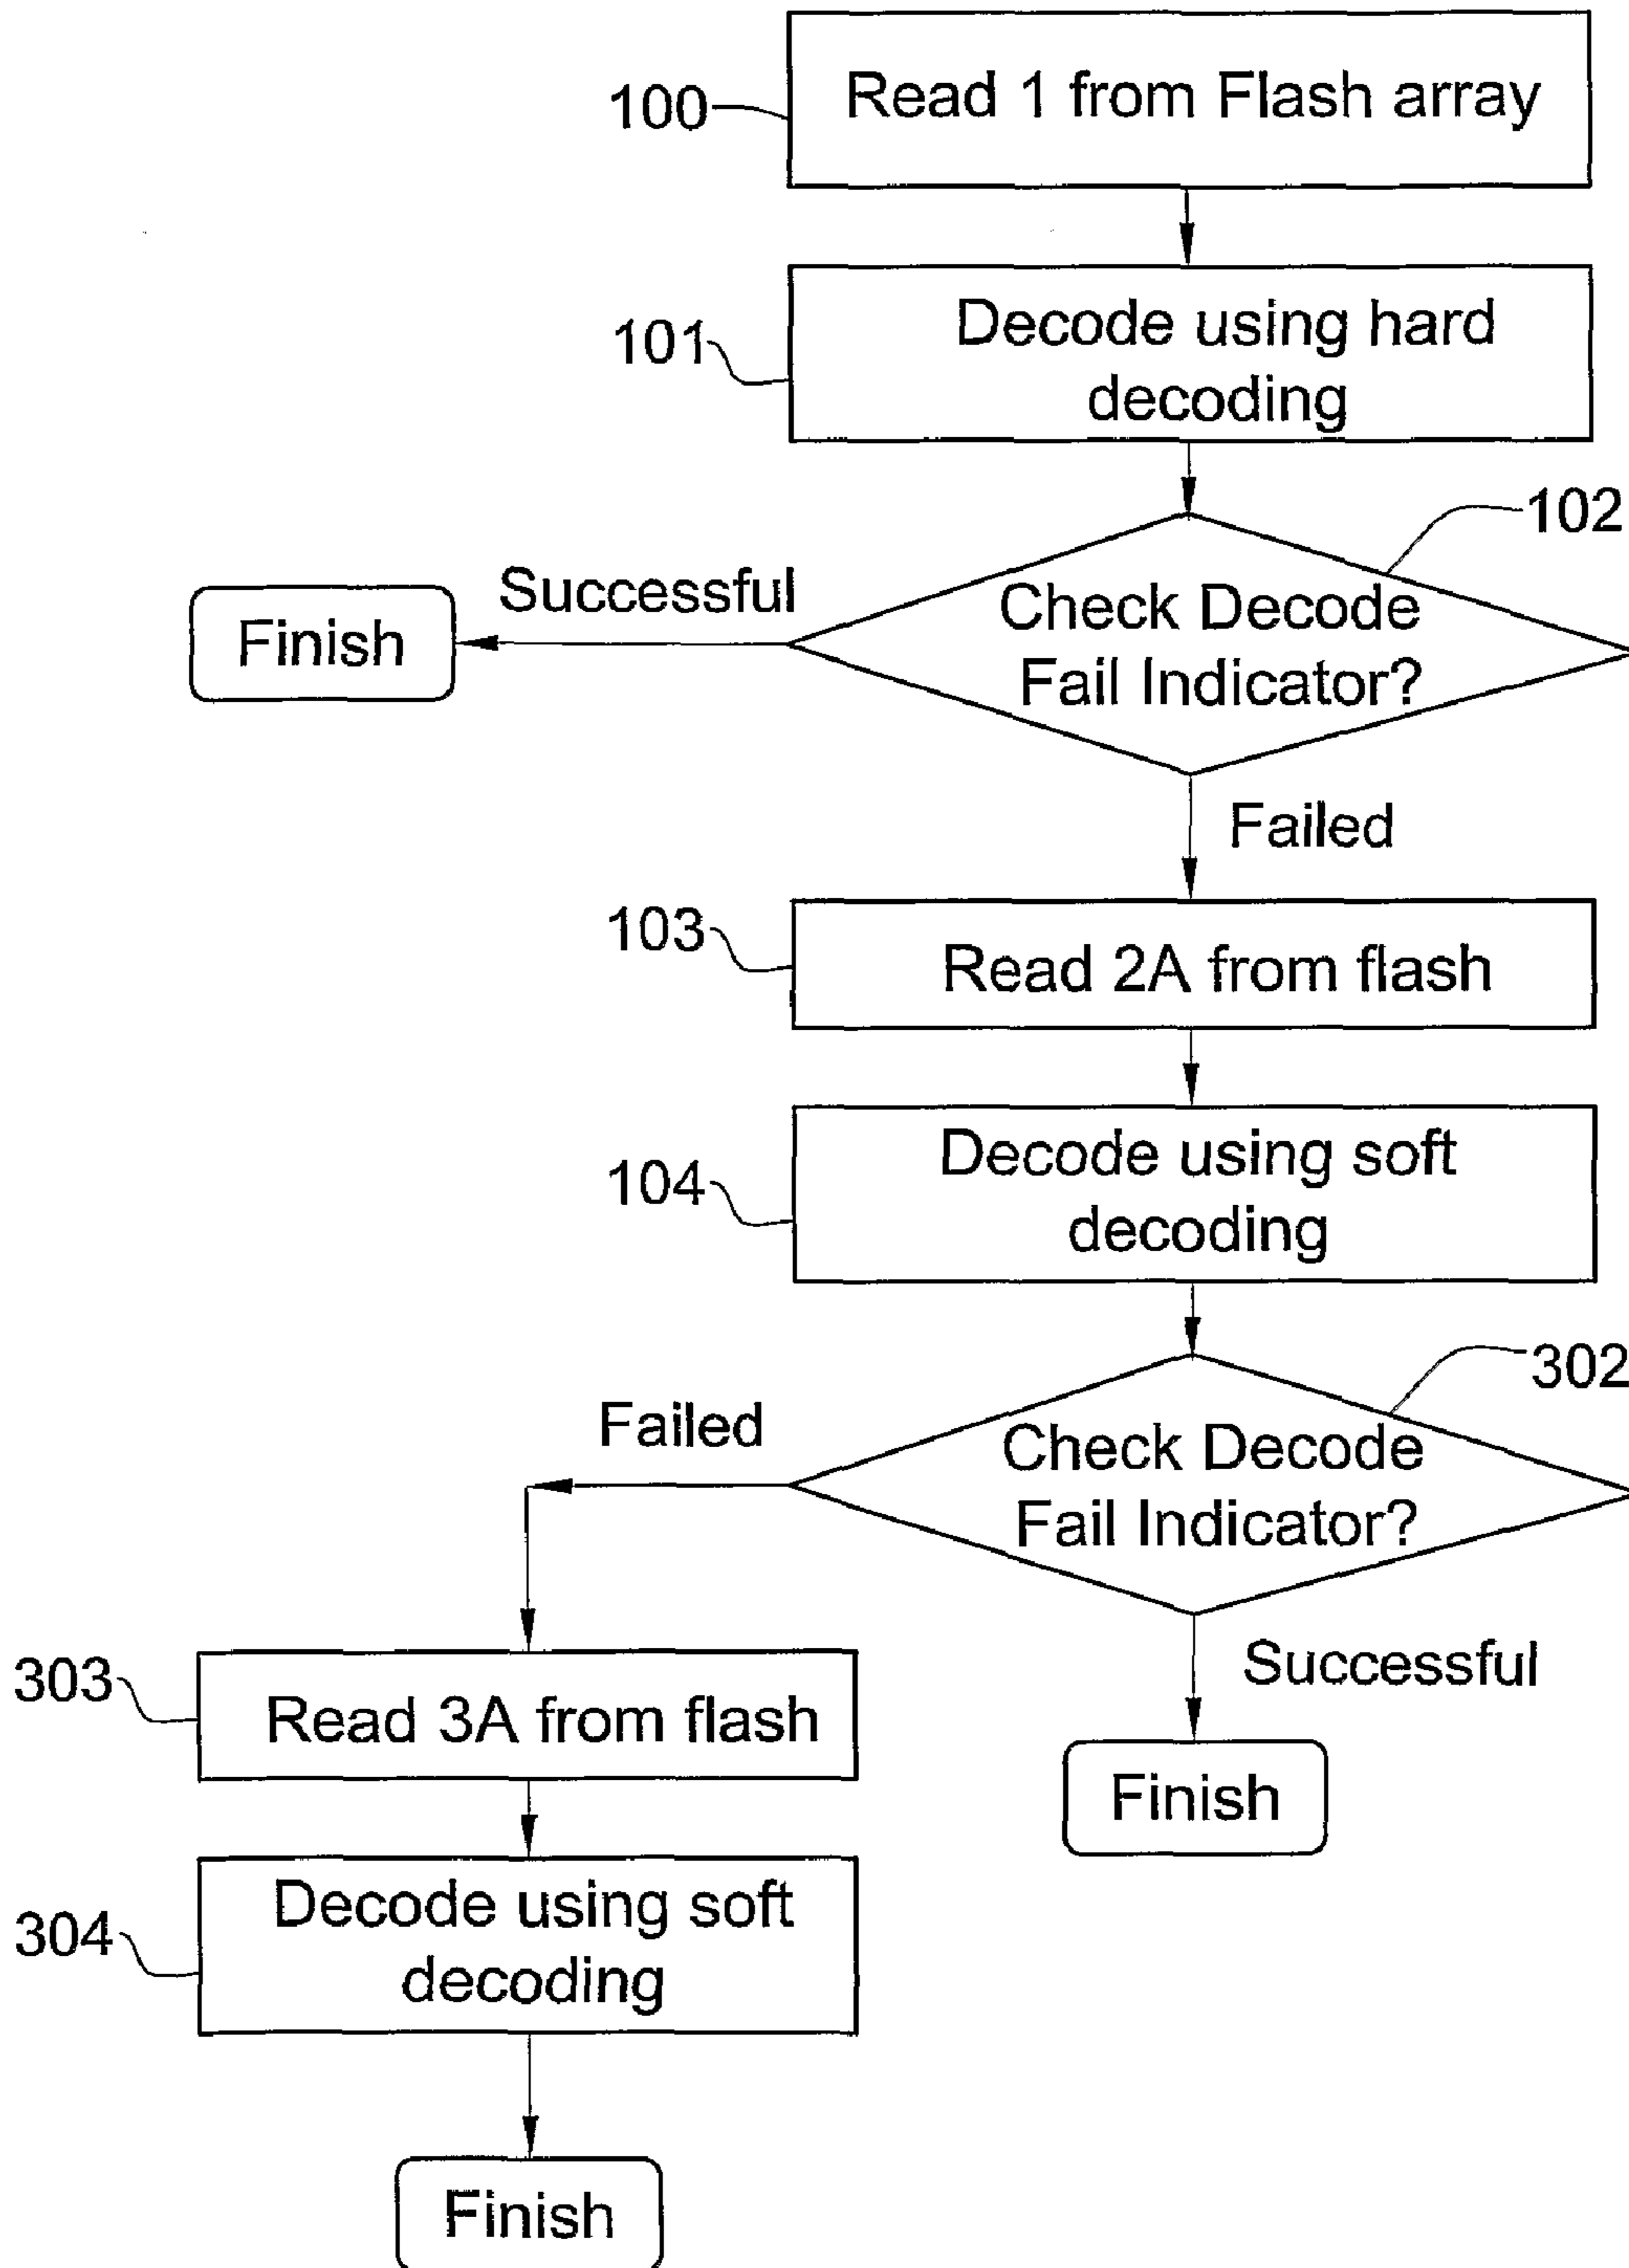 100
Read 1 from Flash array
101
Decode using hard
decoding
102
Successful
Finish
Check Decode
Fail Indicator?
Failed
103
Read 2A from flash
104
Decode using soft
decoding
302
Failed
Check Decode
Fail Indicator?
Successful
303
Read 3A from flash
Finish
304
Decode using soft
decoding
Finish